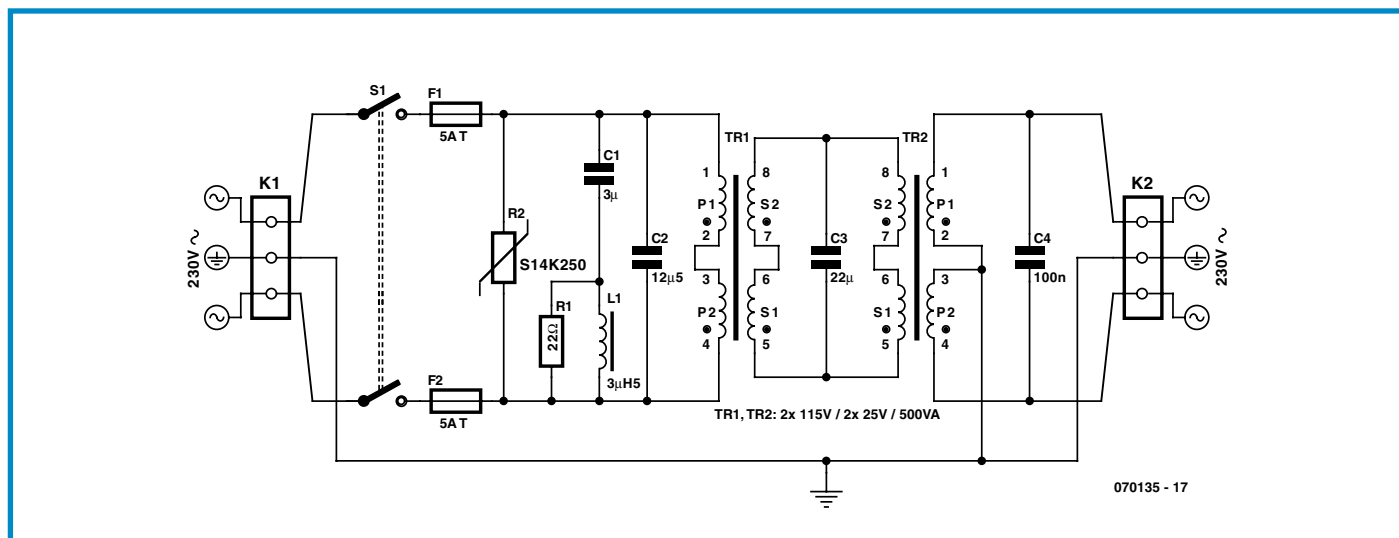 S1
F1
5A T
K1
230V ~
R2
S14K250
C1
3µ
R1
22Ω
L1
3µH5
C2
12µ5
F2
5A T
TR1
1
P1
2
3
P2
4
8
S2
7
6
S1
5
C3
22µ
TR2
8
S2
7
6
S1
5
1
P1
2
3
P2
4
C4
100n
K2
230V ~
TR1, TR2: 2x 115V / 2x 25V / 500VA
070135 - 17